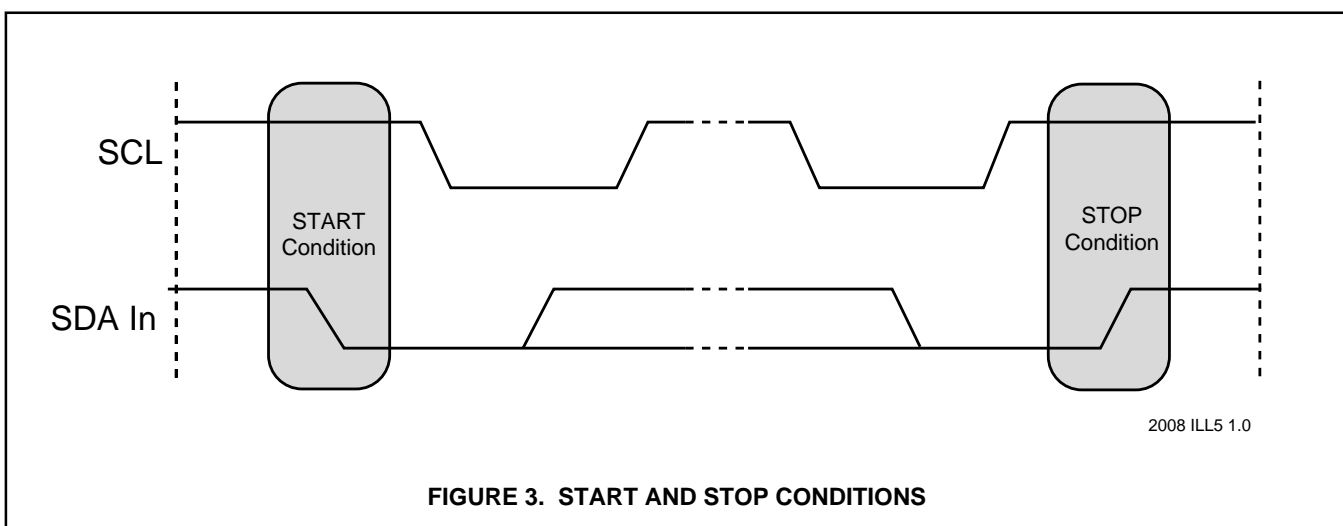 SCL
START
Condition
STOP
Condition
SDA In
2008 ILL5 1.0
FIGURE 3. START AND STOP CONDITIONS